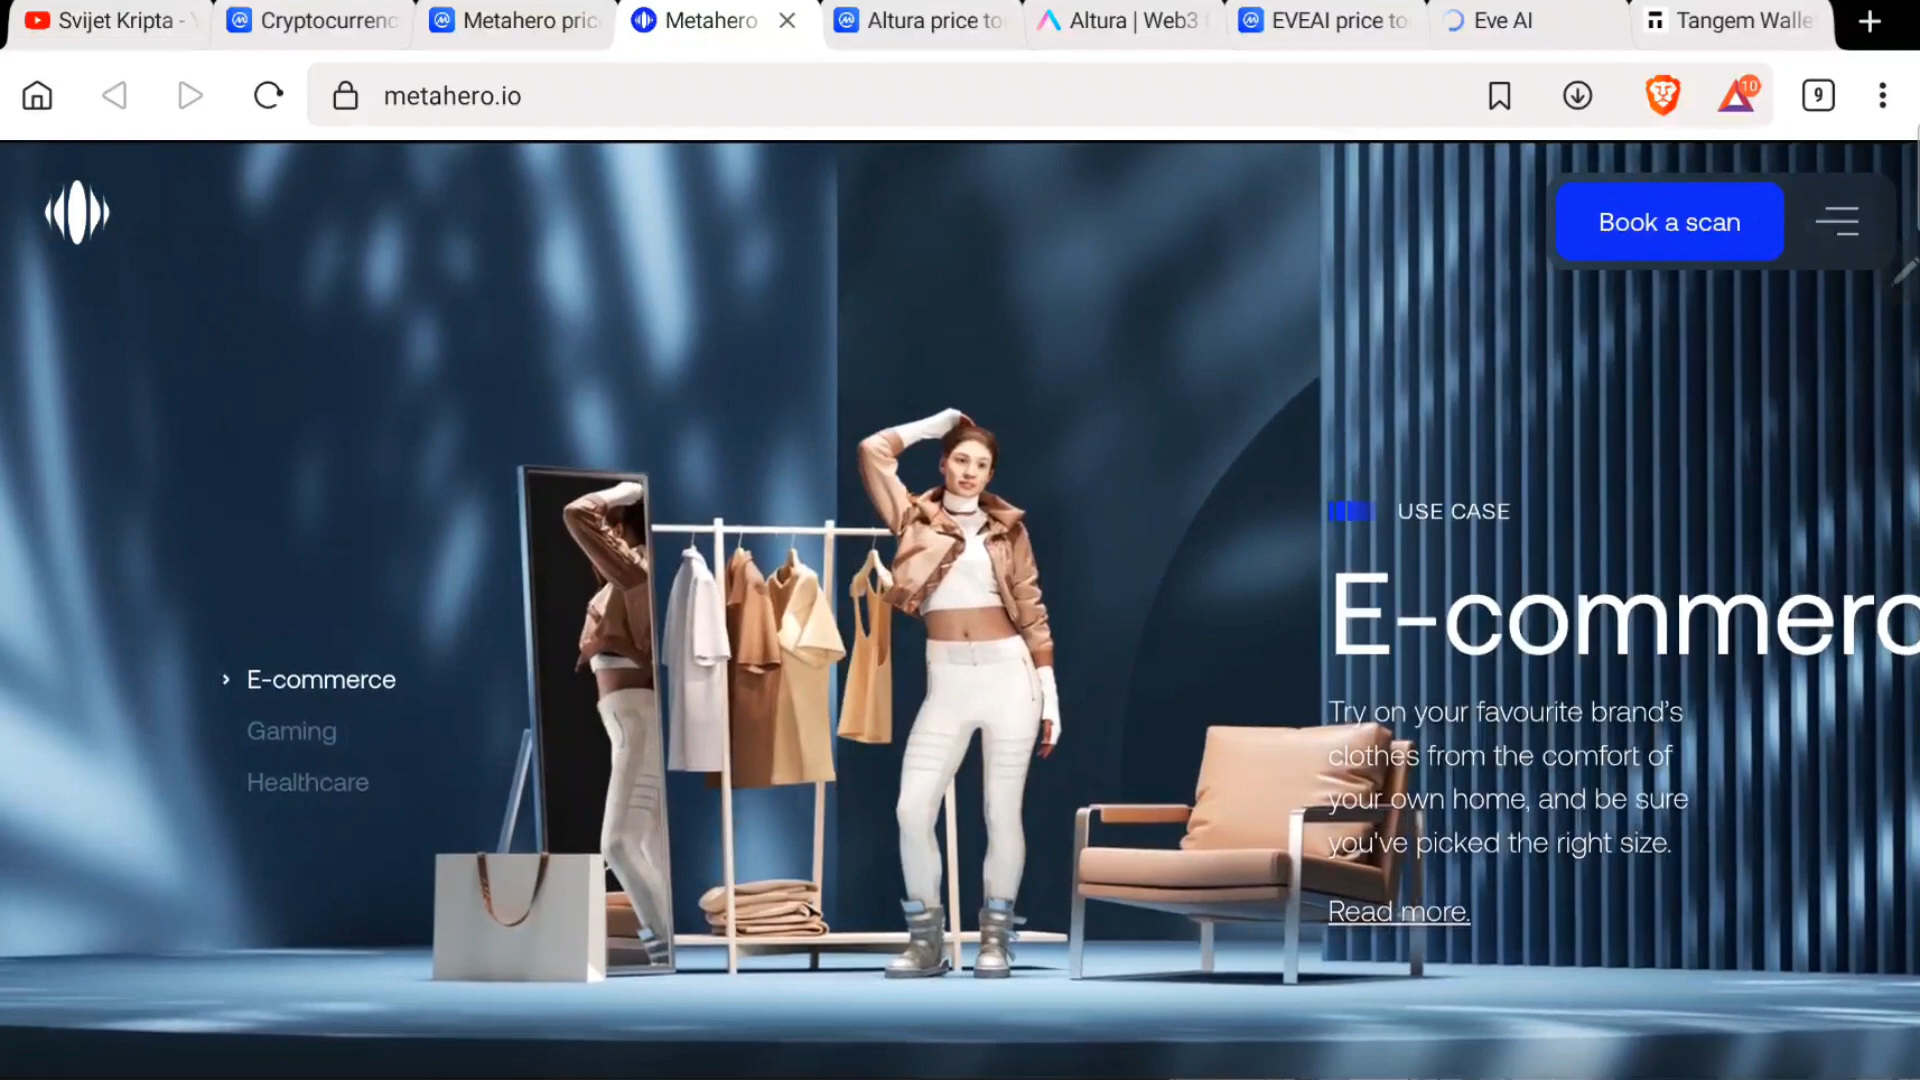 Svijet Kripta -
Cryptocurrenc
Metahero pric
Metahero
Altura price to
Altura | Web3
EVEAI price to
Eve AI
Tangem Walle
metahero.io
10
9
Book a scan
USE CASE
E-commerc
Try on your favourite brand's
clothes from the comfort of
your own home, and be sure
you've picked the right size.
Read more.
E-commerce
Gaming
Healthcare